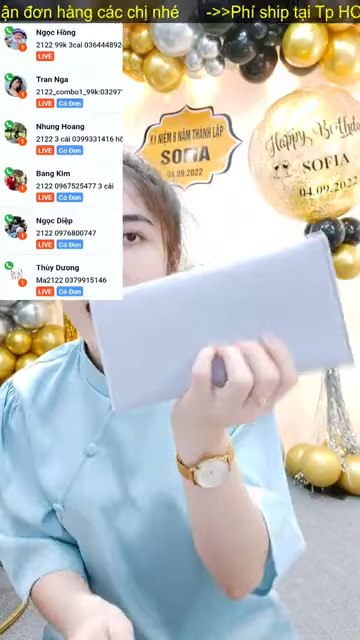 ận đơn hàng các chị nhé ->>Phí ship tại Tp HC
Ngọc Hồng
2122 99k 3cai 036444892
LIVE
Tran Nga
2122_combo1_99k:03297
LIVE Có Đơn
Nhung Hoang
2122 3 cái 0399331416 hồ
LIVE Có Đơn
Bang Kim
2122 0967525477 3 cái
LIVE Có Đơn
Ngọc Diệp
2122 0976800747
LIVE Có Đơn
Thùy Dương
Ma2122 0379915146
LIVE Có Đơn
KỶ NIỆM 8 NĂM THÀNH LẬP
SOFIA
04.09.2022
Happy Birthda
SOFIA
04.09.2022